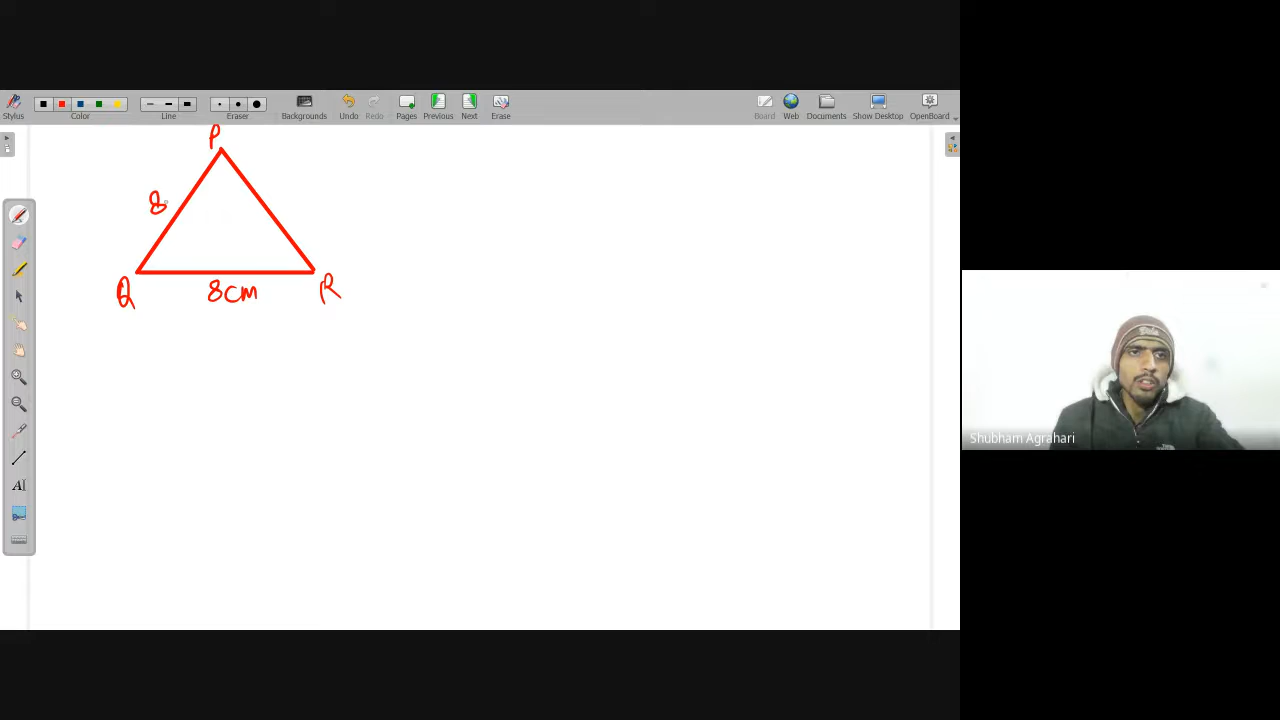 Stylus Color Line Eraser Backgrounds Undo Redo Pages Previous Next Erase Board Web Documents Show Desktop OpenBoard
P
8
Q 8cm R
AI
Shubham Agrahari